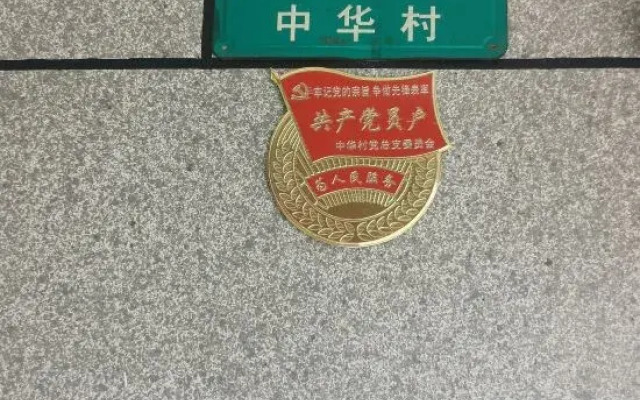 中华村
牢记党的宗旨 争做先锋表率
共产党员户
中华村党总支委员会
为人民服务